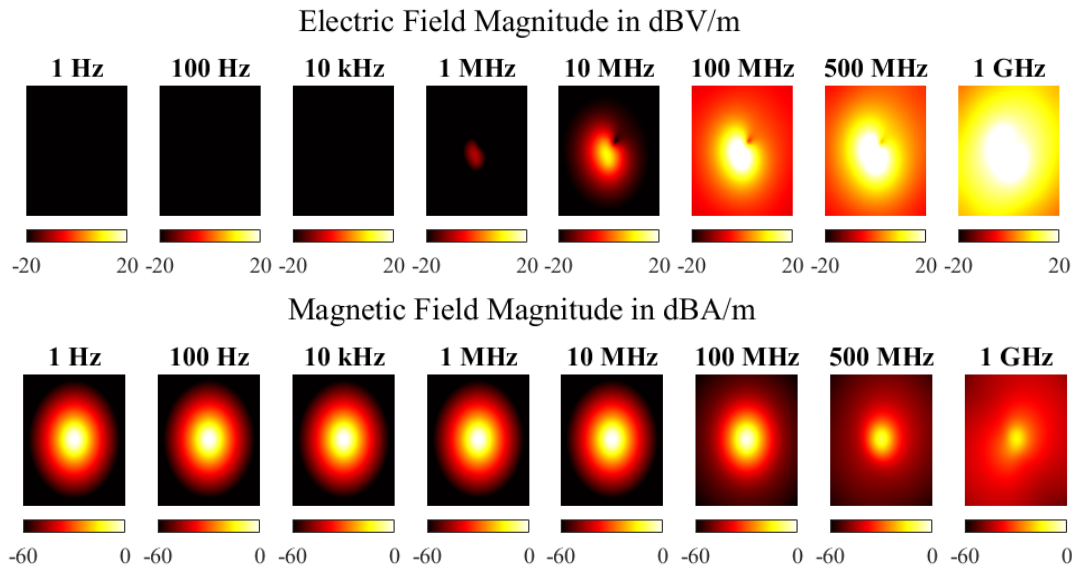 Electric Field Magnitude in dBV/m
1 Hz 100 Hz 10 kHz 1 MHz 10 MHz 100 MHz 500 MHz 1 GHz
-20 20 -20 20 -20 20 -20 20 -20 20 -20 20 -20 20 -20 20
Magnetic Field Magnitude in dBA/m
1 Hz 100 Hz 10 kHz 1 MHz 10 MHz 100 MHz 500 MHz 1 GHz
-60 0 -60 0 -60 0 -60 0 -60 0 -60 0 -60 0 -60 0